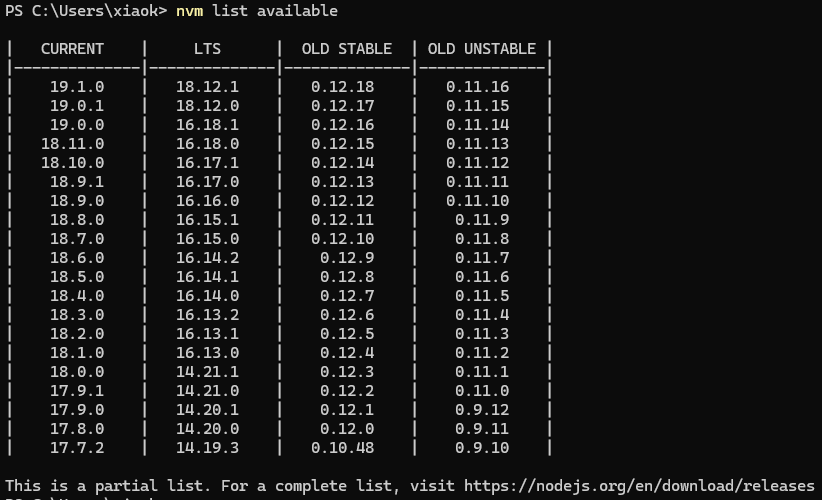 PS C:\Users\xiaok> nvm list available
|   CURRENT    |     LTS      |  OLD STABLE  | OLD UNSTABLE |
|--------------|--------------|--------------|--------------|
|    19.1.0    |   18.12.1    |   0.12.18    |   0.11.16    |
|    19.0.1    |   18.12.0    |   0.12.17    |   0.11.15    |
|    19.0.0    |   16.18.1    |   0.12.16    |   0.11.14    |
|   18.11.0    |   16.18.0    |   0.12.15    |   0.11.13    |
|   18.10.0    |   16.17.1    |   0.12.14    |   0.11.12    |
|    18.9.1    |   16.17.0    |   0.12.13    |   0.11.11    |
|    18.9.0    |   16.16.0    |   0.12.12    |   0.11.10    |
|    18.8.0    |   16.15.1    |   0.12.11    |    0.11.9    |
|    18.7.0    |   16.15.0    |   0.12.10    |    0.11.8    |
|    18.6.0    |   16.14.2    |    0.12.9    |    0.11.7    |
|    18.5.0    |   16.14.1    |    0.12.8    |    0.11.6    |
|    18.4.0    |   16.14.0    |    0.12.7    |    0.11.5    |
|    18.3.0    |   16.13.2    |    0.12.6    |    0.11.4    |
|    18.2.0    |   16.13.1    |    0.12.5    |    0.11.3    |
|    18.1.0    |   16.13.0    |    0.12.4    |    0.11.2    |
|    18.0.0    |   14.21.1    |    0.12.3    |    0.11.1    |
|    17.9.1    |   14.21.0    |    0.12.2    |    0.11.0    |
|    17.9.0    |   14.20.1    |    0.12.1    |    0.9.12    |
|    17.8.0    |   14.20.0    |    0.12.0    |    0.9.11    |
|    17.7.2    |   14.19.3    |   0.10.48    |    0.9.10    |
This is a partial list. For a complete list, visit https://nodejs.org/en/download/releases